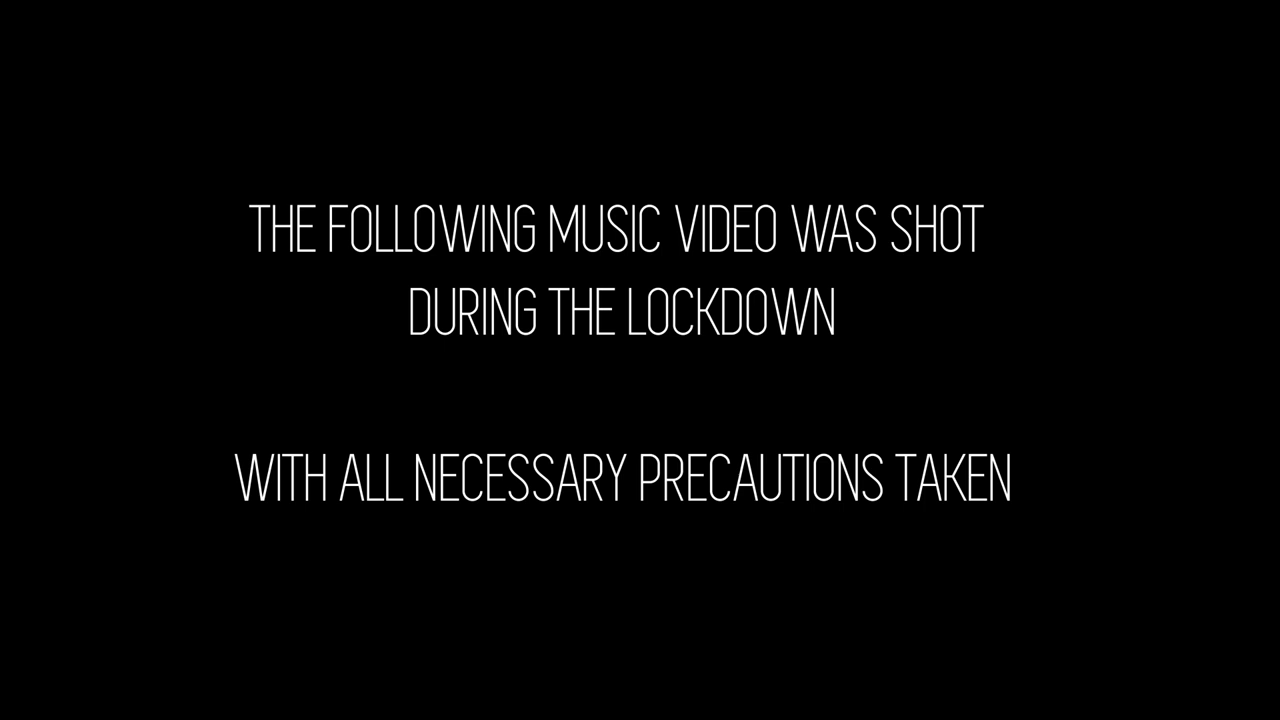 THE FOLLOWING MUSIC VIDEO WAS SHOT
DURING THE LOCKDOWN
WITH ALL NECESSARY PRECAUTIONS TAKEN